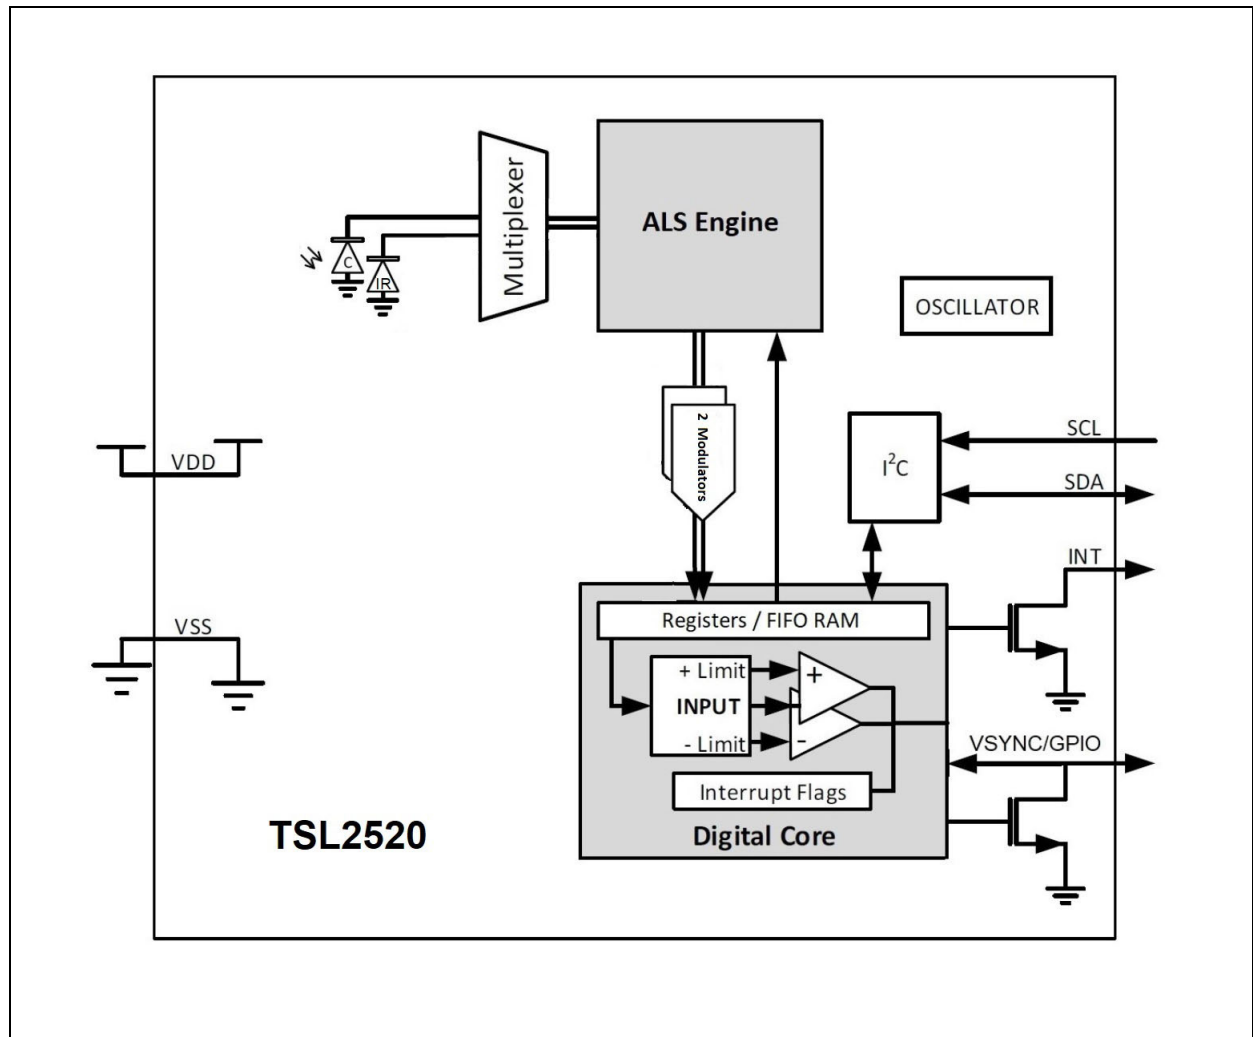 Multiplexer
ALS Engine
C
IR
OSCILLATOR
2 Modulators
I²C
SCL
SDA
INT
VDD
VSS
Registers / FIFO RAM
+ Limit
INPUT
- Limit
+
-
VSYNC/GPIO
Interrupt Flags
Digital Core
TSL2520